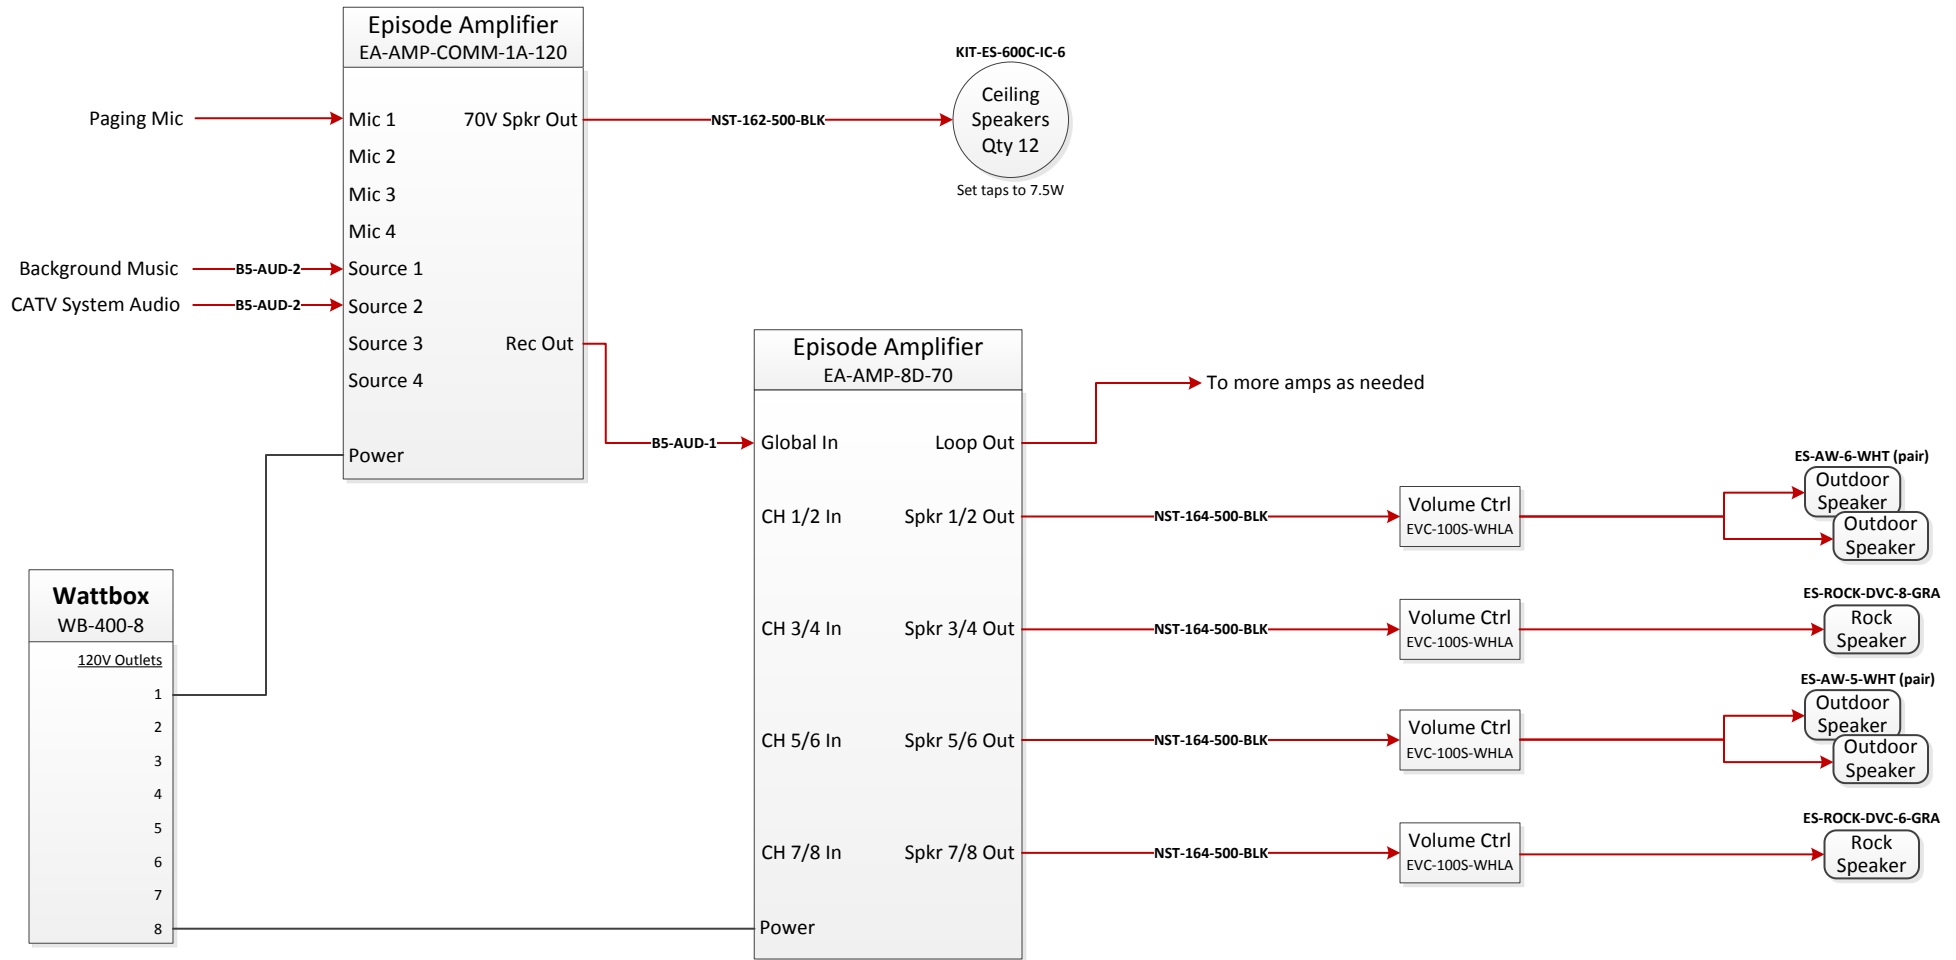 Episode Amplifier
EA-AMP-COMM-1A-120
Paging Mic
Mic 1
70V Spkr Out
NST-162-500-BLK
KIT-ES-600C-IC-6
Ceiling
Speakers
Qty 12
Set taps to 7.5W
Mic 2
Mic 3
Mic 4
Background Music
B5-AUD-2
Source 1
CATV System Audio
B5-AUD-2
Source 2
Source 3
Rec Out
Source 4
Power
B5-AUD-1
Episode Amplifier
EA-AMP-8D-70
Global In
Loop Out
To more amps as needed
CH 1/2 In
Spkr 1/2 Out
NST-164-500-BLK
Volume Ctrl
EVC-100S-WHLA
ES-AW-6-WHT (pair)
Outdoor
Speaker
Outdoor
Speaker
CH 3/4 In
Spkr 3/4 Out
NST-164-500-BLK
Volume Ctrl
EVC-100S-WHLA
ES-ROCK-DVC-8-GRA
Rock
Speaker
CH 5/6 In
Spkr 5/6 Out
NST-164-500-BLK
Volume Ctrl
EVC-100S-WHLA
ES-AW-5-WHT (pair)
Outdoor
Speaker
Outdoor
Speaker
CH 7/8 In
Spkr 7/8 Out
NST-164-500-BLK
Volume Ctrl
EVC-100S-WHLA
ES-ROCK-DVC-6-GRA
Rock
Speaker
Power
Wattbox
WB-400-8
120V Outlets
1
2
3
4
5
6
7
8